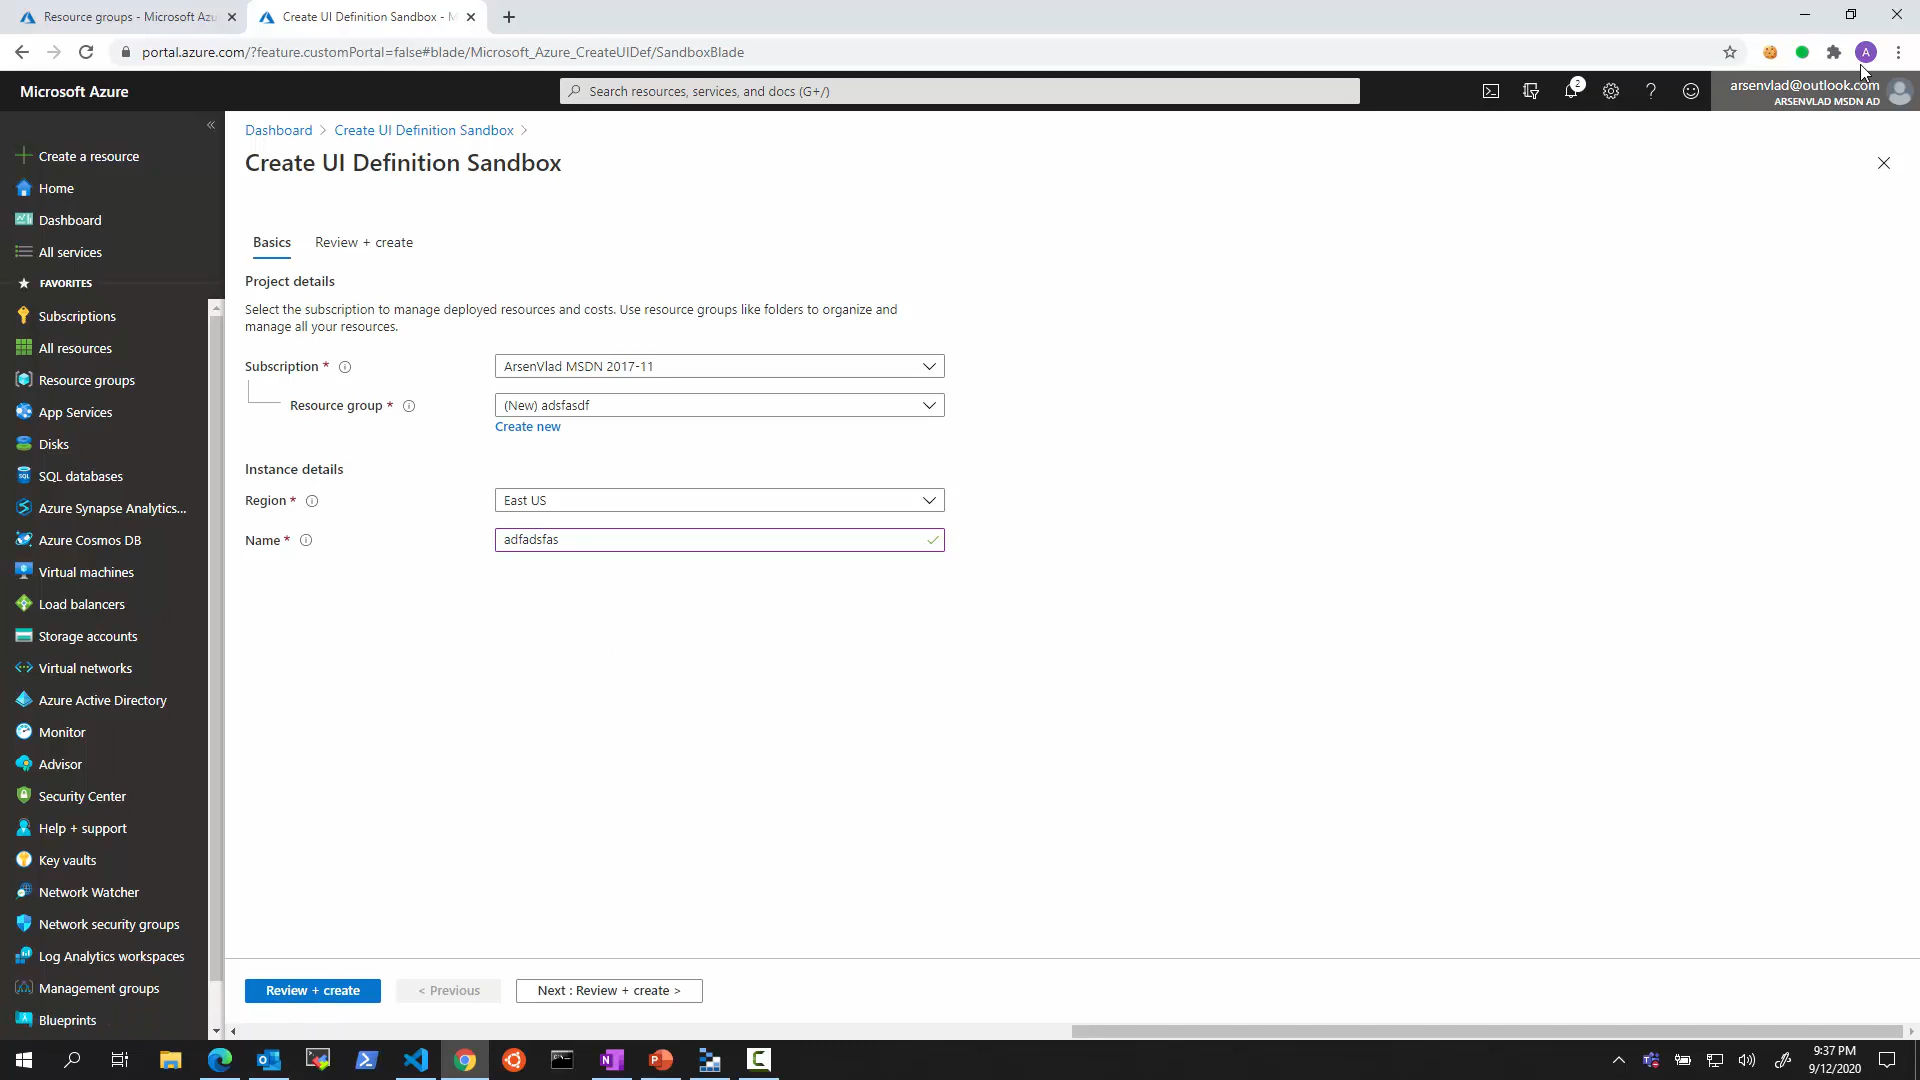 Resource groups - Microsoft Azu
Create UI Definition Sandbox - M
portal.azure.com/?feature.customPortal=false#blade/Microsoft_Azure_CreateUIDef/SandboxBlade
A
Microsoft Azure
Search resources, services, and docs (G+/)
2
arsenvlad@outlook.com
ARSENVLAD MSDN AD
Create a resource
Home
Dashboard
All services
FAVORITES
Subscriptions
All resources
Resource groups
App Services
Disks
SQL databases
Azure Synapse Analytics...
Azure Cosmos DB
Virtual machines
Load balancers
Storage accounts
Virtual networks
Azure Active Directory
Monitor
Advisor
Security Center
Help + support
Key vaults
Network Watcher
Network security groups
Log Analytics workspaces
Management groups
Blueprints
Dashboard > Create UI Definition Sandbox >
Create UI Definition Sandbox
Basics
Review + create
Project details
Select the subscription to manage deployed resources and costs. Use resource groups like folders to organize and
manage all your resources.
Subscription *
ArsenVlad MSDN 2017-11
Resource group *
(New) adsfasdf
Create new
Instance details
Region *
East US
Name *
adfadsfas
Review + create
< Previous
Next : Review + create >
9:37 PM
9/12/2020